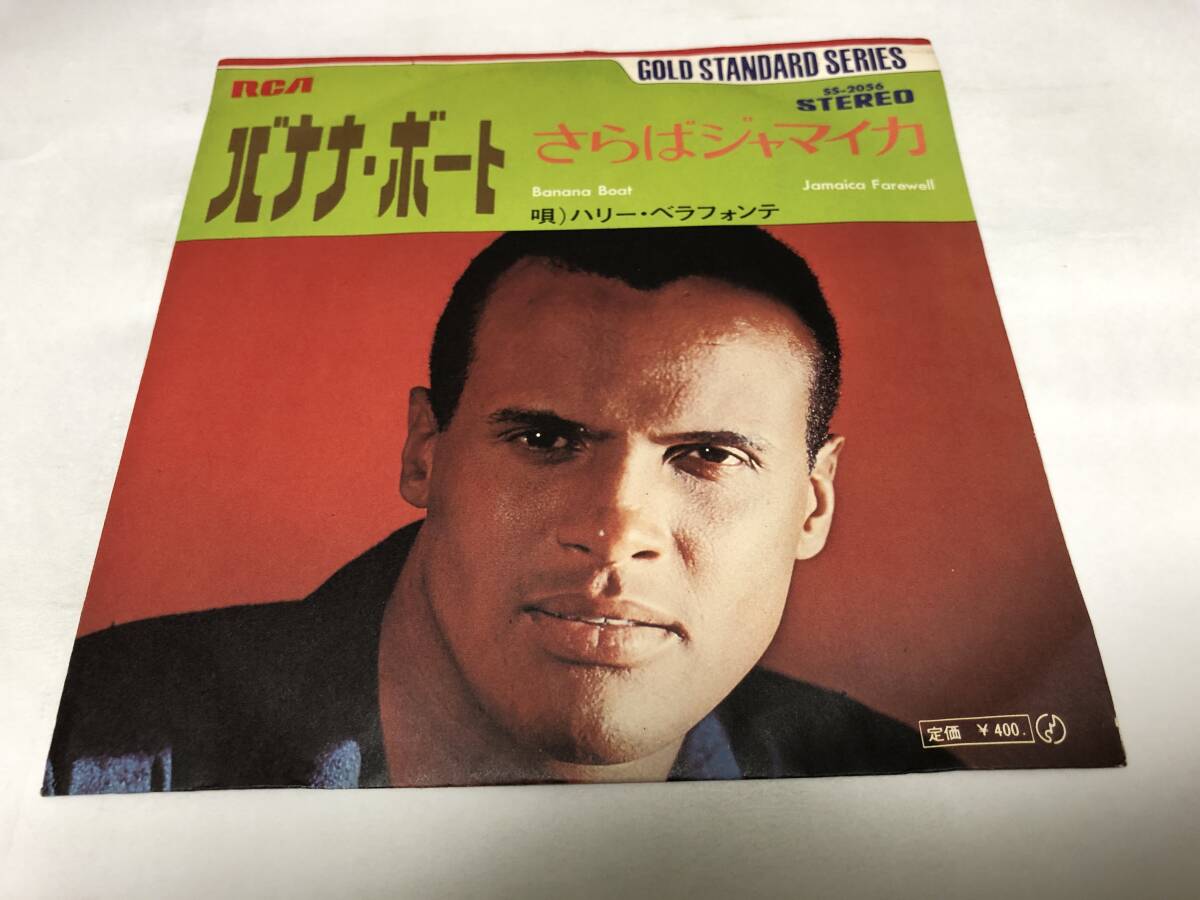 GOLD STANDARD SERIES
RCA
SS-2056
STEREO
バナナ・ボート
さらばジャマイカ
Banana Boat
Jamaica Farewell
唄)ハリー・ベラフォンテ
定価 ¥400.